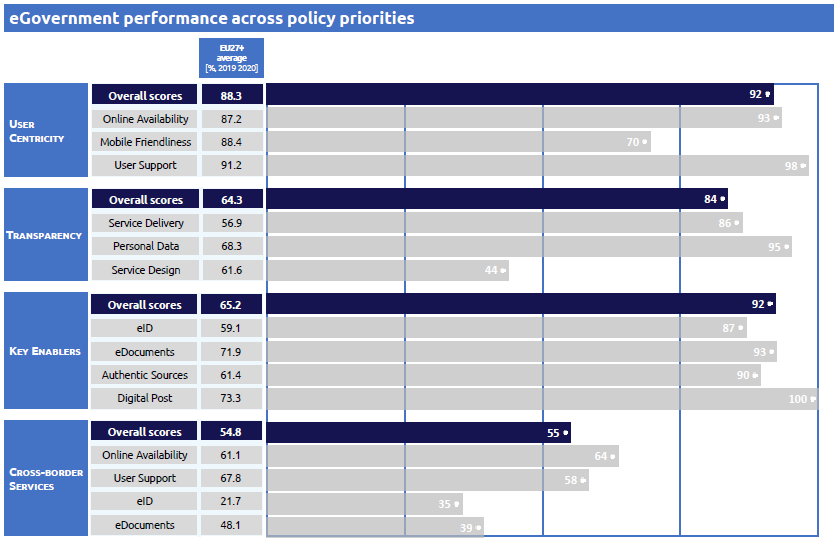 eGovernment performance across policy priorities
EU27+
average
[%, 2019 2020]
USER
CENTRICITY
Overall scores 88.3 92
Online Availability 87.2 93
Mobile Friendliness 88.4 70
User Support 91.2 98
TRANSPARENCY
Overall scores 64.3 84
Service Delivery 56.9 86
Personal Data 68.3 95
Service Design 61.6 44
KEY ENABLERS
Overall scores 65.2 92
eID 59.1 87
eDocuments 71.9 93
Authentic Sources 61.4 90
Digital Post 73.3 100
CROSS-BORDER
SERVICES
Overall scores 54.8 55
Online Availability 61.1 64
User Support 67.8 58
eID 21.7 35
eDocuments 48.1 39